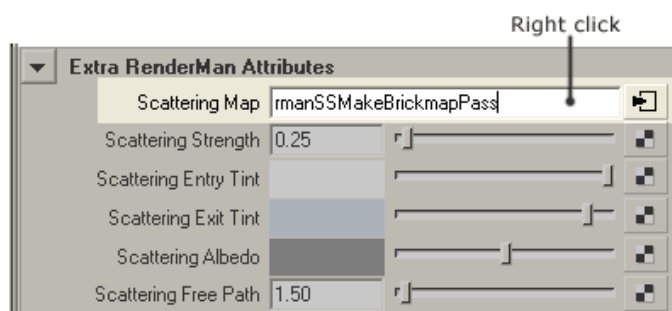 Right click
Extra RenderMan Attributes
Scattering Map rmanSSMakeBrickmapPass
Scattering Strength 0.25
Scattering Entry Tint
Scattering Exit Tint
Scattering Albedo
Scattering Free Path 1.50